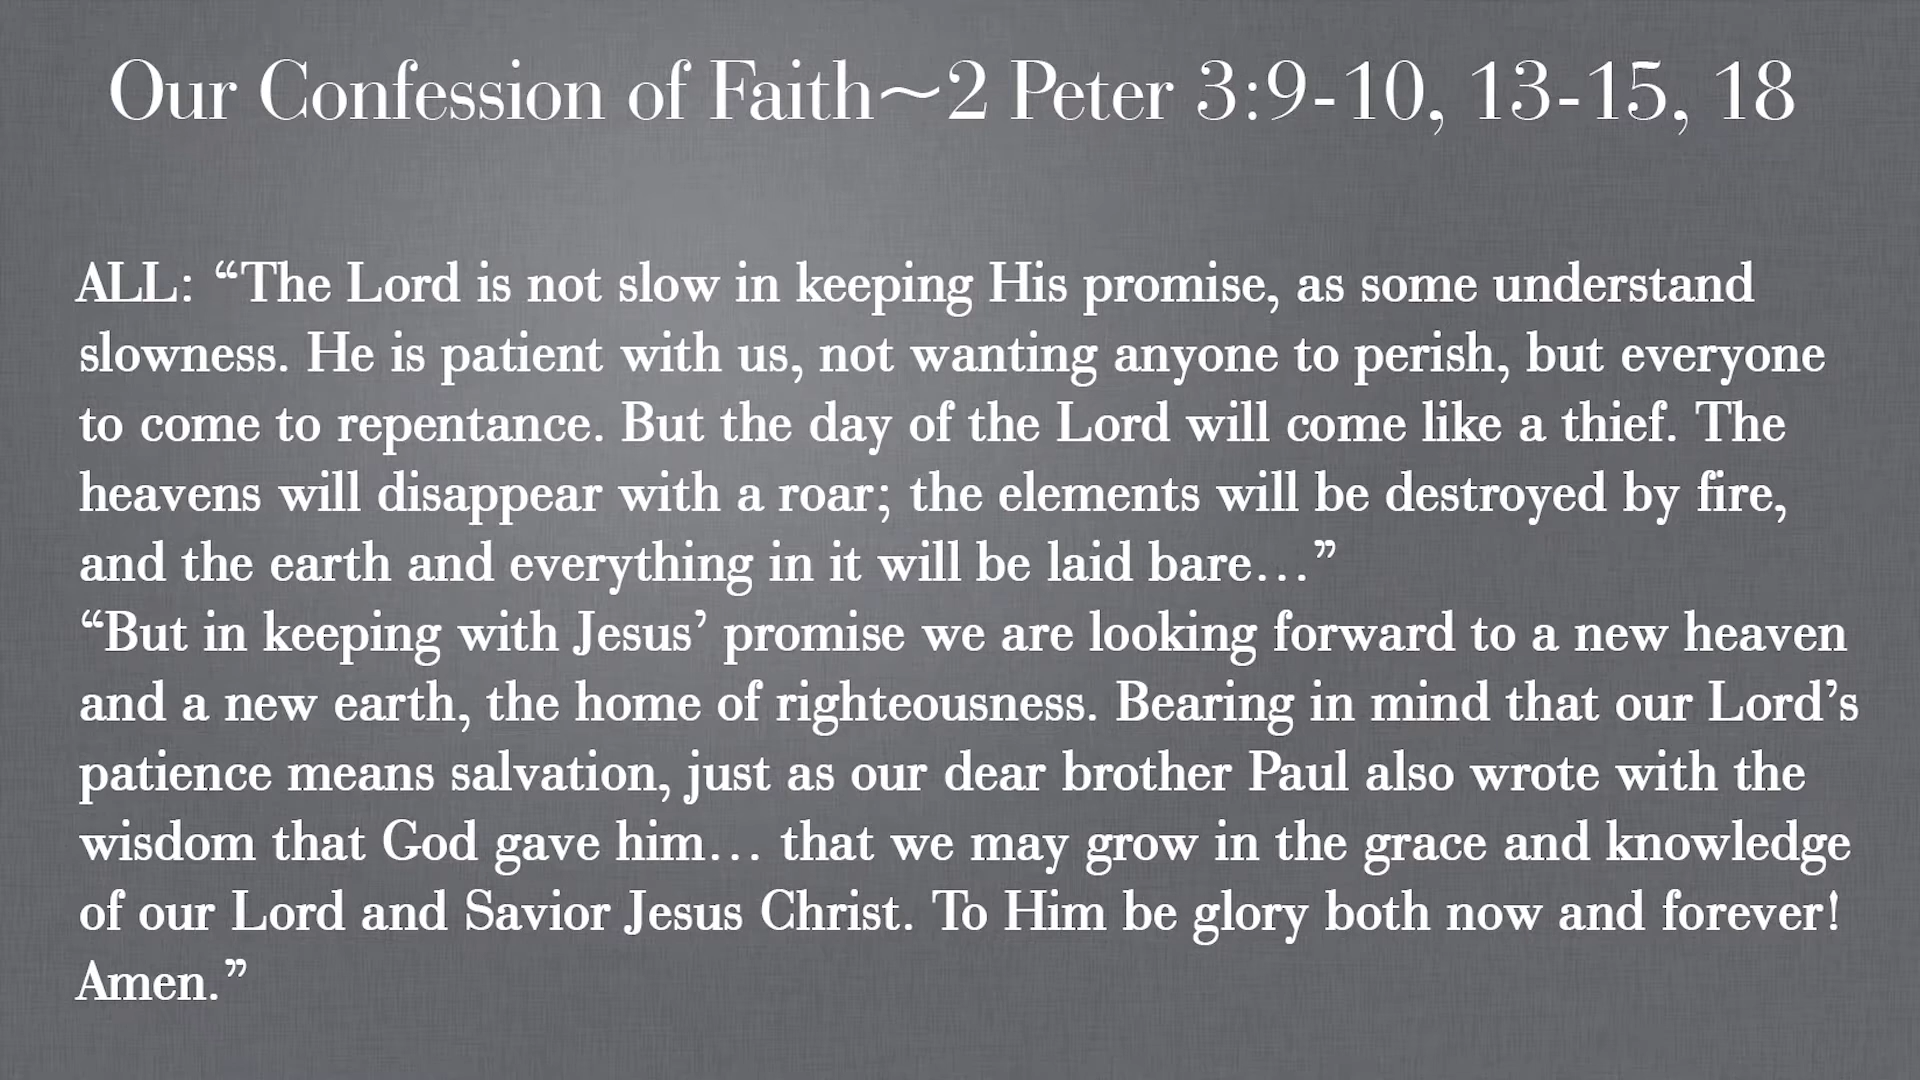 Our Confession of Faith~2 Peter 3:9-10, 13-15, 18
ALL: “The Lord is not slow in keeping His promise, as some understand
slowness. He is patient with us, not wanting anyone to perish, but everyone
to come to repentance. But the day of the Lord will come like a thief. The
heavens will disappear with a roar; the elements will be destroyed by fire,
and the earth and everything in it will be laid bare…”
“But in keeping with Jesus’ promise we are looking forward to a new heaven
and a new earth, the home of righteousness. Bearing in mind that our Lord’s
patience means salvation, just as our dear brother Paul also wrote with the
wisdom that God gave him… that we may grow in the grace and knowledge
of our Lord and Savior Jesus Christ. To Him be glory both now and forever!
Amen.”